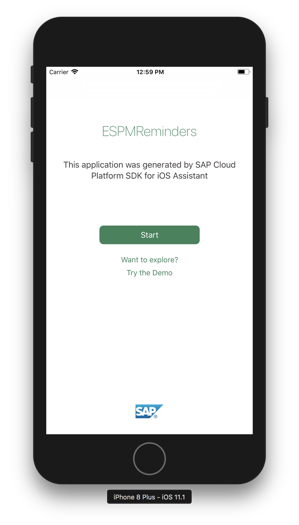 Carrier 12:59 PM
ESPMReminders
This application was generated by SAP Cloud
Platform SDK for iOS Assistant
Start
Want to explore?
Try the Demo
SAP
iPhone 8 Plus - iOS 11.1